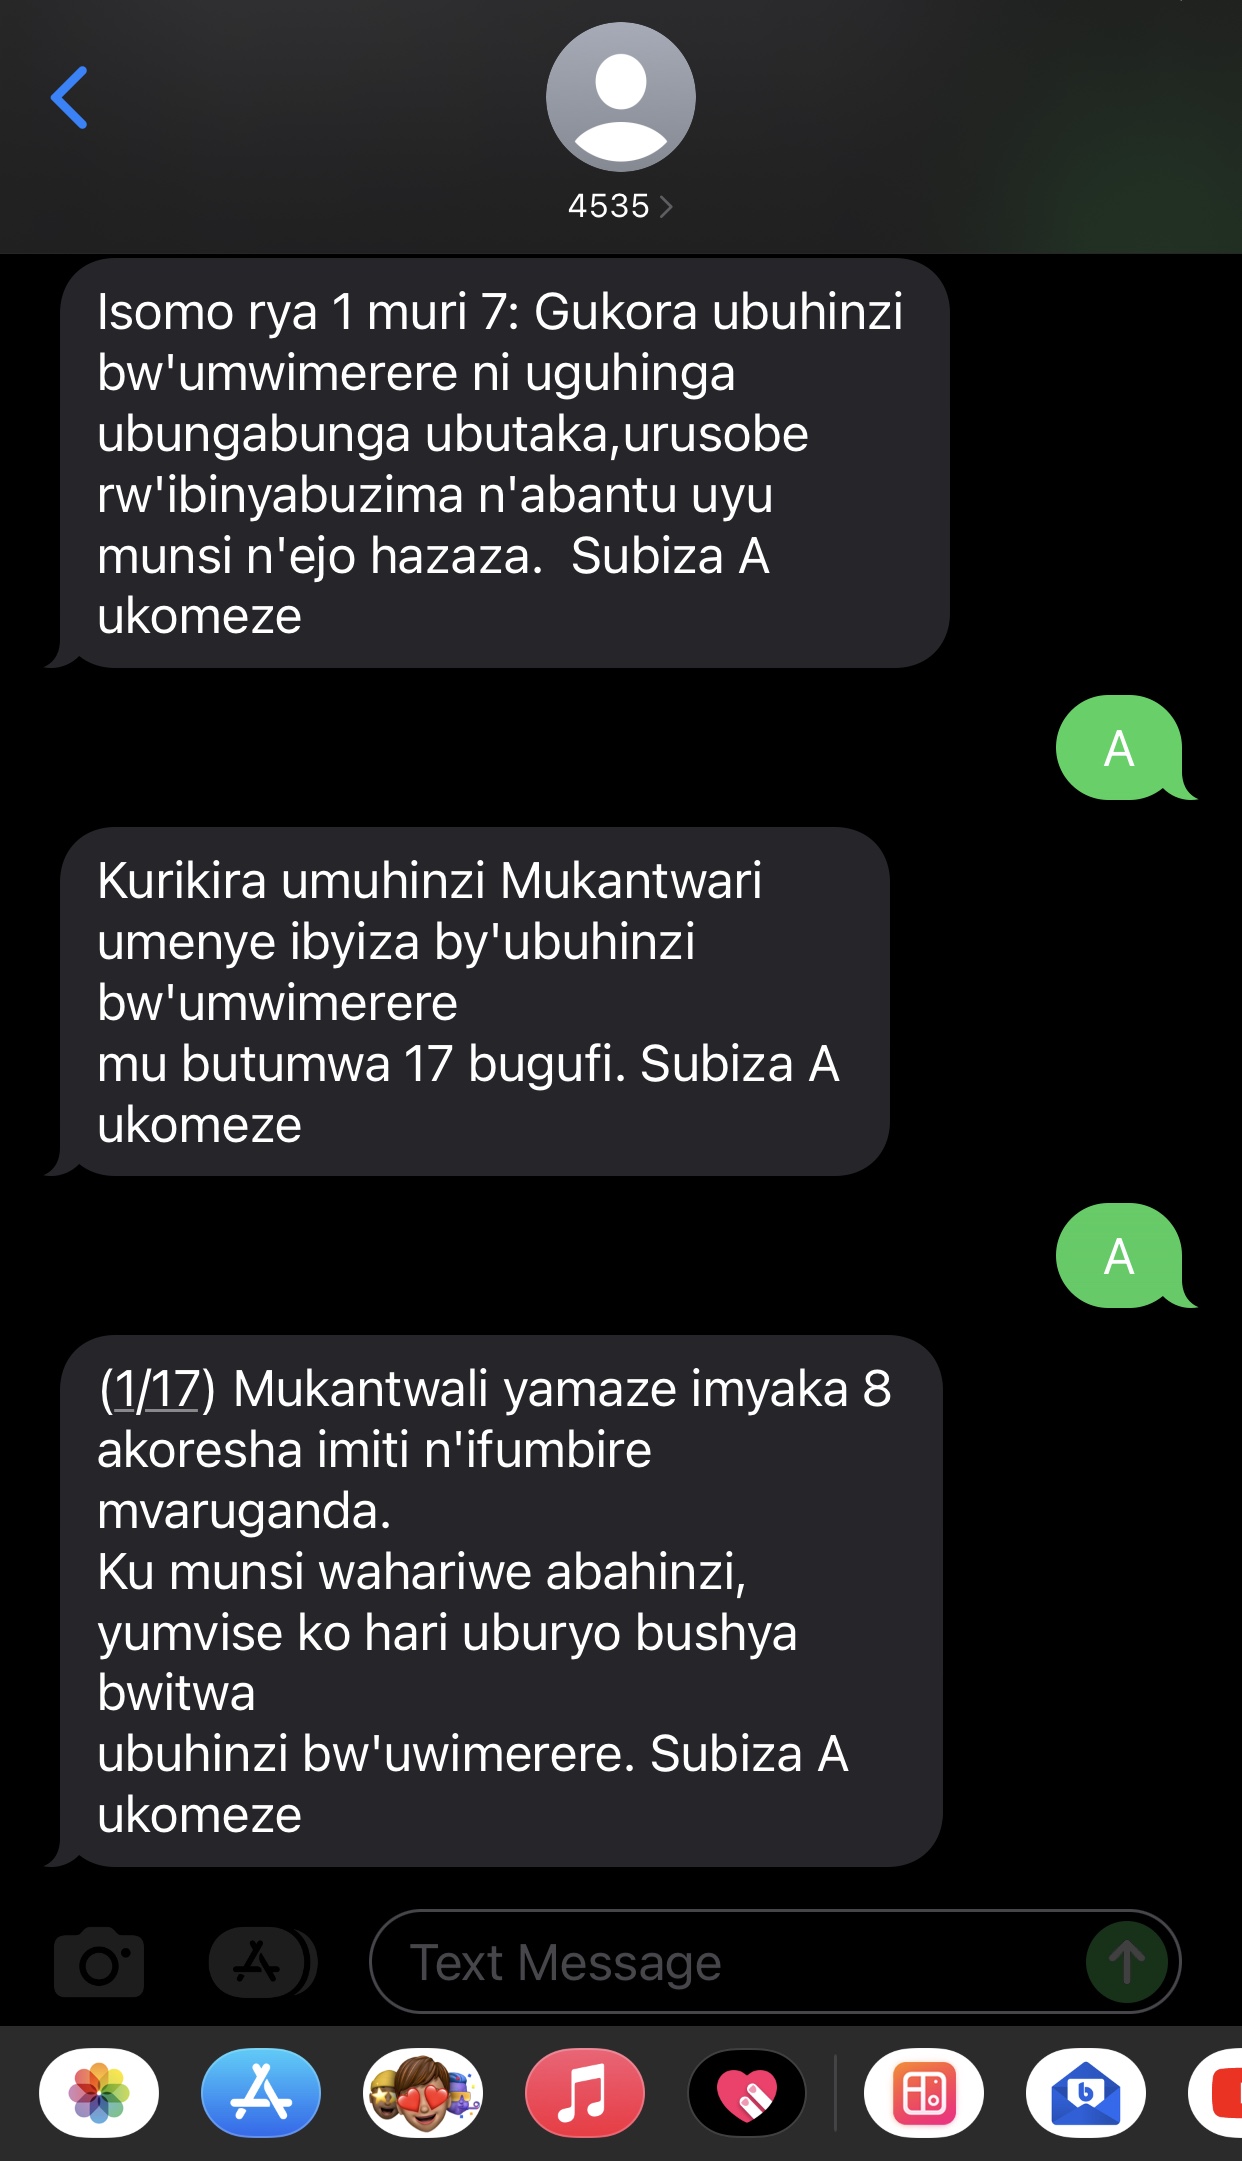 4535
Isomo rya 1 muri 7: Gukora ubuhinzi
bw'umwimerere ni uguhinga
ubungabunga ubutaka,urusobe
rw'ibinyabuzima n'abantu uyu
munsi n'ejo hazaza.  Subiza A
ukomeze
A
Kurikira umuhinzi Mukantwari
umenye ibyiza by'ubuhinzi
bw'umwimerere
mu butumwa 17 bugufi. Subiza A
ukomeze
A
(1/17) Mukantwali yamaze imyaka 8
akoresha imiti n'ifumbire
mvaruganda.
Ku munsi wahariwe abahinzi,
yumvise ko hari uburyo bushya
bwitwa
ubuhinzi bw'uwimerere. Subiza A
ukomeze
Text Message